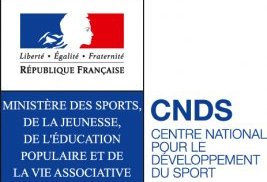 Liberté • Égalité • Fraternité
RÉPUBLIQUE FRANÇAISE
MINISTÈRE DES SPORTS,
DE LA JEUNESSE,
DE L'ÉDUCATION
POPULAIRE ET DE
LA VIE ASSOCIATIVE
CNDS
CENTRE NATIONAL
POUR LE
DÉVELOPPEMENT
DU SPORT